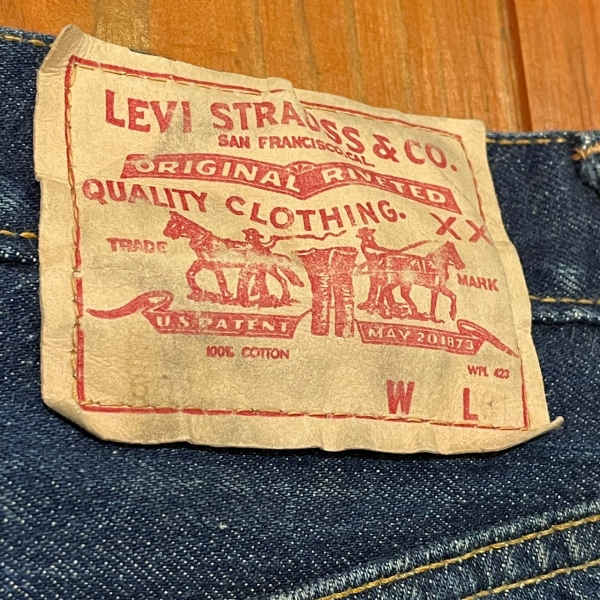 LEVI STRAUSS & CO.
SAN FRANCISCO, CAL.
ORIGINAL RIVETED
QUALITY CLOTHING. XX
TRADE MARK
U.S. PATENT MAY 20 1873
100% COTTON WPL 423
W L